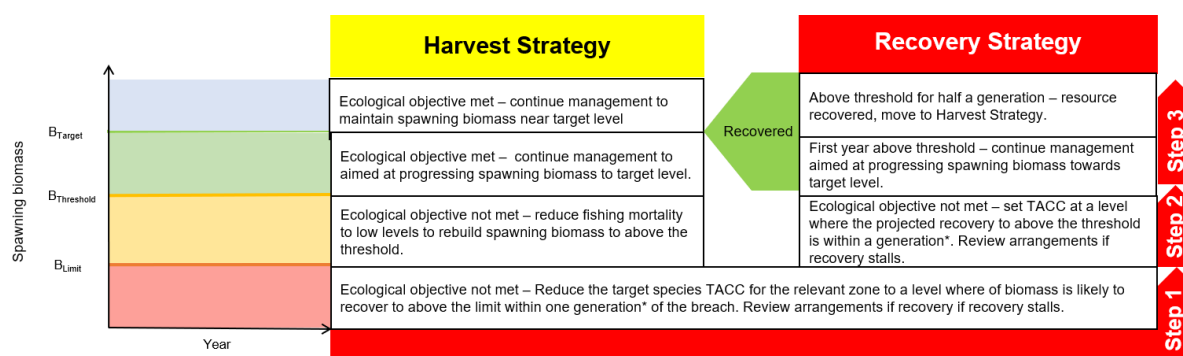 Harvest Strategy
Recovery Strategy
Spawning biomass
BTarget
BThreshold
BLimit
Year
Ecological objective met – continue management to
maintain spawning biomass near target level
Ecological objective met –  continue management to
aimed at progressing spawning biomass to target level.
Ecological objective not met – reduce fishing mortality
to low levels to rebuild spawning biomass to above the
threshold.
Recovered
Above threshold for half a generation – resource
recovered, move to Harvest Strategy.
First year above threshold – continue management
aimed at progressing spawning biomass towards
target level.
Ecological objective not met – set TACC at a level
where the projected recovery to above the threshold
is within a generation*. Review arrangements if
recovery stalls.
Ecological objective not met – Reduce the target species TACC for the relevant zone to a level where of biomass is likely to
recover to above the limit within one generation* of the breach. Review arrangements if recovery if recovery stalls.
Step 3
Step 2
Step 1